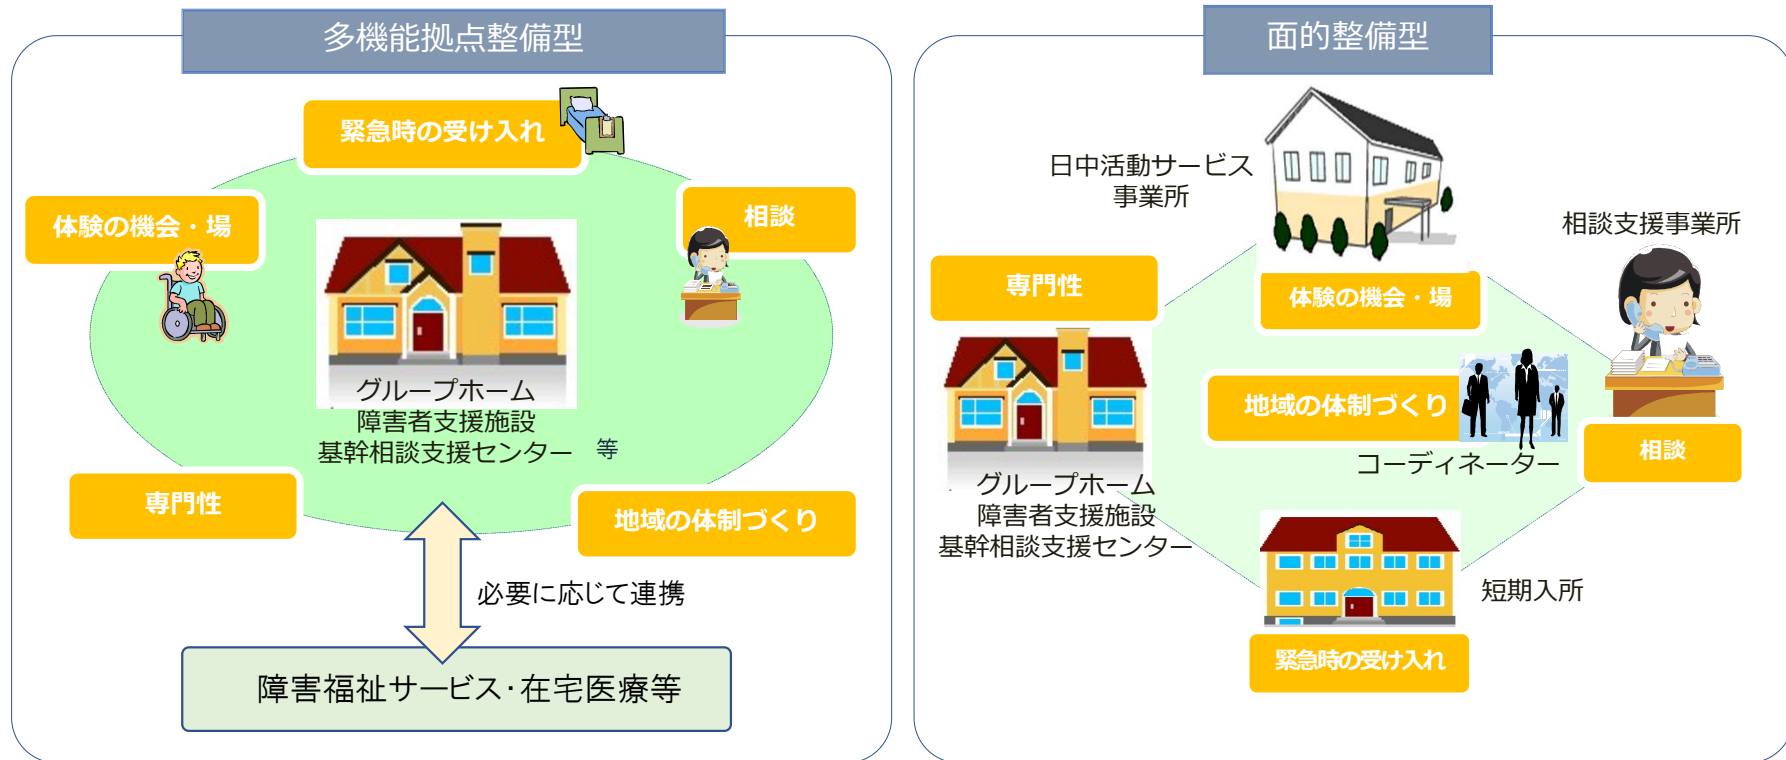 多機能拠点整備型
緊急時の受け入れ
体験の機会・場
相談
グループホーム
障害者支援施設
基幹相談支援センター 等
専門性
地域の体制づくり
必要に応じて連携
障害福祉サービス・在宅医療等
面的整備型
日中活動サービス
事業所
相談支援事業所
専門性
体験の機会・場
地域の体制づくり
コーディネーター
相談
グループホーム
障害者支援施設
基幹相談支援センター
短期入所
緊急時の受け入れ